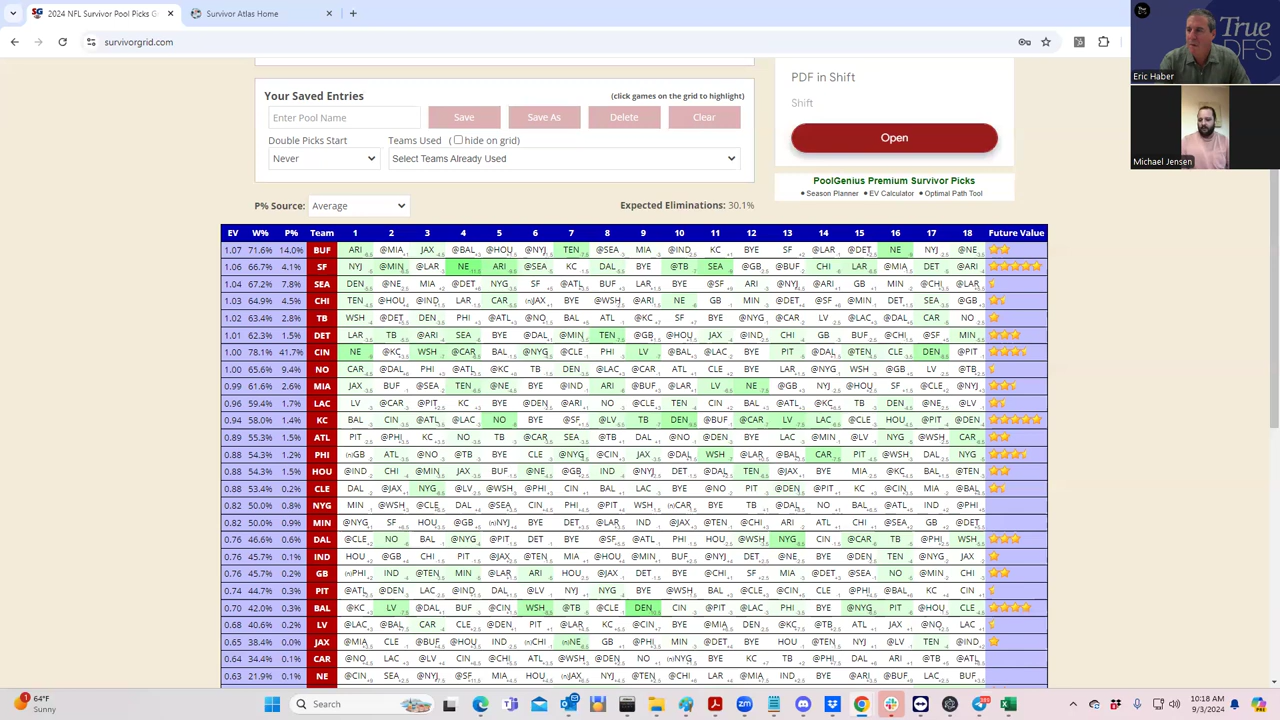 2024 NFL Survivor Pool Picks G
Survivor Atlas Home
survivorgrid.com
True
DFS
Eric Haber
Michael Jensen
Your Saved Entries
(click games on the grid to highlight)
Enter Pool Name
Save
Save As
Delete
Clear
Double Picks Start
Teams Used ( hide on grid)
Never
Select Teams Already Used
PDF in Shift
Shift
Open
PoolGenius Premium Survivor Picks
• Season Planner • EV Calculator • Optimal Path Tool
P% Source: Average
Expected Eliminations: 30.1%
EV W% P% Team 1 2 3 4 5 6 7 8 9 10 11 12 13 14 15 16 17 18 Future Value
1.07 71.6% 14.0% BUF ARI @MIA JAX @BAL @HOU @NYJ TEN @SEA MIA @IND KC BYE SF @LAR @DET NE NYJ @NE
1.06 66.7% 4.1% SF NYJ @MIN @LAR NE ARI @SEA KC DAL BYE @TB SEA @GB @BUF CHI LAR @MIA DET @ARI
1.04 67.2% 7.8% SEA DEN @NE MIA @DET NYG SF @ATL BUF LAR BYE @SF ARI @NYJ @ARI GB MIN @CHI @LAR
1.03 64.9% 4.5% CHI TEN @HOU @IND LAR CAR (n)JAX BYE @WSH @ARI NE GB MIN @DET @SF @MIN DET SEA @GB
1.02 63.4% 2.8% TB WSH @DET DEN PHI @ATL @NO BAL ATL @KC SF BYE @NYG @CAR LV @LAC @DAL CAR NO
1.01 62.3% 1.5% DET LAR TB @ARI SEA BYE @DAL @MIN TEN @GB @HOU JAX @IND CHI GB BUF @CHI @SF MIN
1.00 78.1% 41.7% CIN NE @KC WSH @CAR BAL @NYG @CLE PHI LV @BAL @LAC BYE PIT @DAL @TEN CLE DEN @PIT
1.00 65.6% 9.4% NO CAR @DAL PHI @ATL @KC TB DEN @LAC @CAR ATL CLE BYE LAR @NYG WSH @GB LV @TB
0.99 61.6% 2.6% MIA JAX BUF @SEA TEN @NE BYE @IND ARI @BUF @LAR LV NE @GB NYJ @HOU SF @CLE @NYJ
0.96 59.4% 1.7% LAC LV @CAR @PIT KC BYE @DEN @ARI NO @CLE TEN CIN BAL @ATL @KC TB DEN @NE @LV
0.94 58.0% 1.4% KC BAL CIN @ATL @LAC NO BYE @SF @LV TB DEN @BUF @CAR LV LAC @CLE HOU @PIT @DEN
0.89 55.3% 1.5% ATL PIT @PHI KC NO TB @CAR SEA @TB DAL @NO @DEN BYE LAC @MIN @LV NYG @WSH CAR
0.88 54.3% 1.2% PHI (n)GB ATL @NO @TB BYE CLE @NYG @CIN JAX @DAL WSH @LAR @BAL CAR PIT @WSH DAL NYG
0.88 54.3% 1.5% HOU @IND CHI @MIN JAX BUF @NE @GB IND @NYJ DET @DAL TEN @JAX BYE MIA @KC BAL @TEN
0.88 53.4% 0.2% CLE DAL @JAX NYG @LV @WSH @PHI CIN BAL LAC BYE @NO PIT @DEN @PIT KC @CIN MIA @BAL
0.82 50.0% 0.8% NYG MIN @WSH @CLE DAL @SEA CIN PHI @PIT WSH (n)CAR BYE TB @DAL NO BAL @ATL IND @PHI
0.82 50.0% 0.9% MIN @NYG SF HOU @GB (n)NYJ BYE DET @LAR IND @JAX @TEN @CHI ARI ATL CHI @SEA GB @DET
0.76 46.6% 0.6% DAL @CLE NO BAL @NYG @PIT DET BYE @SF @ATL PHI HOU @WSH NYG CIN @CAR TB @PHI WSH
0.76 45.7% 0.1% IND HOU @GB CHI PIT @JAX @TEN MIA @HOU @MIN BUF @NYJ DET @NE BYE @DEN TEN @NYG JAX
0.76 45.7% 0.2% GB (n)PHI IND @TEN MIN @LAR ARI HOU @JAX DET BYE @CHI SF MIA @DET @SEA NO @MIN CHI
0.74 44.7% 0.3% PIT @ATL @DEN LAC @IND DAL @LV NYJ NYG BYE @WSH BAL @CLE @CIN CLE @PHI @BAL KC CIN
0.70 42.0% 0.3% BAL @KC LV @DAL BUF @CIN WSH @TB @CLE DEN CIN @PIT @LAC PHI BYE @NYG PIT @HOU CLE
0.68 40.6% 0.2% LV @LAC @BAL CAR CLE @DEN PIT @LAR KC @CIN BYE @MIA DEN @KC @TB ATL JAX @NO LAC
0.65 38.4% 0.0% JAX @MIA CLE @BUF @HOU IND (n)CHI (n)NE GB @PHI MIN @DET BYE HOU @TEN NYJ @LV TEN @IND
0.64 34.4% 0.1% CAR @NO LAC @LV CIN @CHI ATL @WSH @DEN NO (n)NYG BYE KC TB @PHI DAL ARI @TB @ATL
0.63 21.9% 0.1% NE @CIN SEA @NYJ @SF MIA HOU (n)JAX NYJ @TEN @CHI LAR @MIA IND BYE @ARI @BUF LAC BUF
64°F
Sunny
Search
10:18 AM
9/3/2024